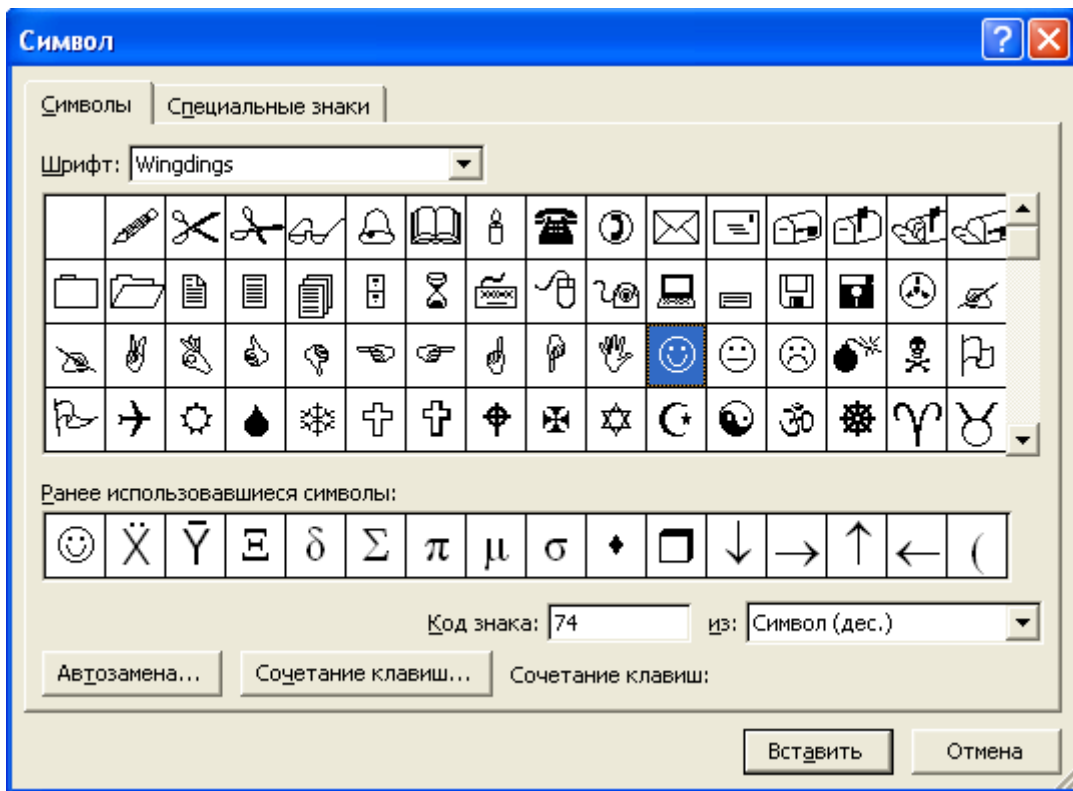 Символ
Символы Специальные знаки
Шрифт: Wingdings
Ранее использовавшиеся символы:
☺ Ẍ Ȳ Ξ δ Σ π μ σ ♦ ❒ ↓ → ↑ ← (
Код знака: 74 из: Символ (дес.)
Автозамена... Сочетание клавиш... Сочетание клавиш:
Вставить Отмена